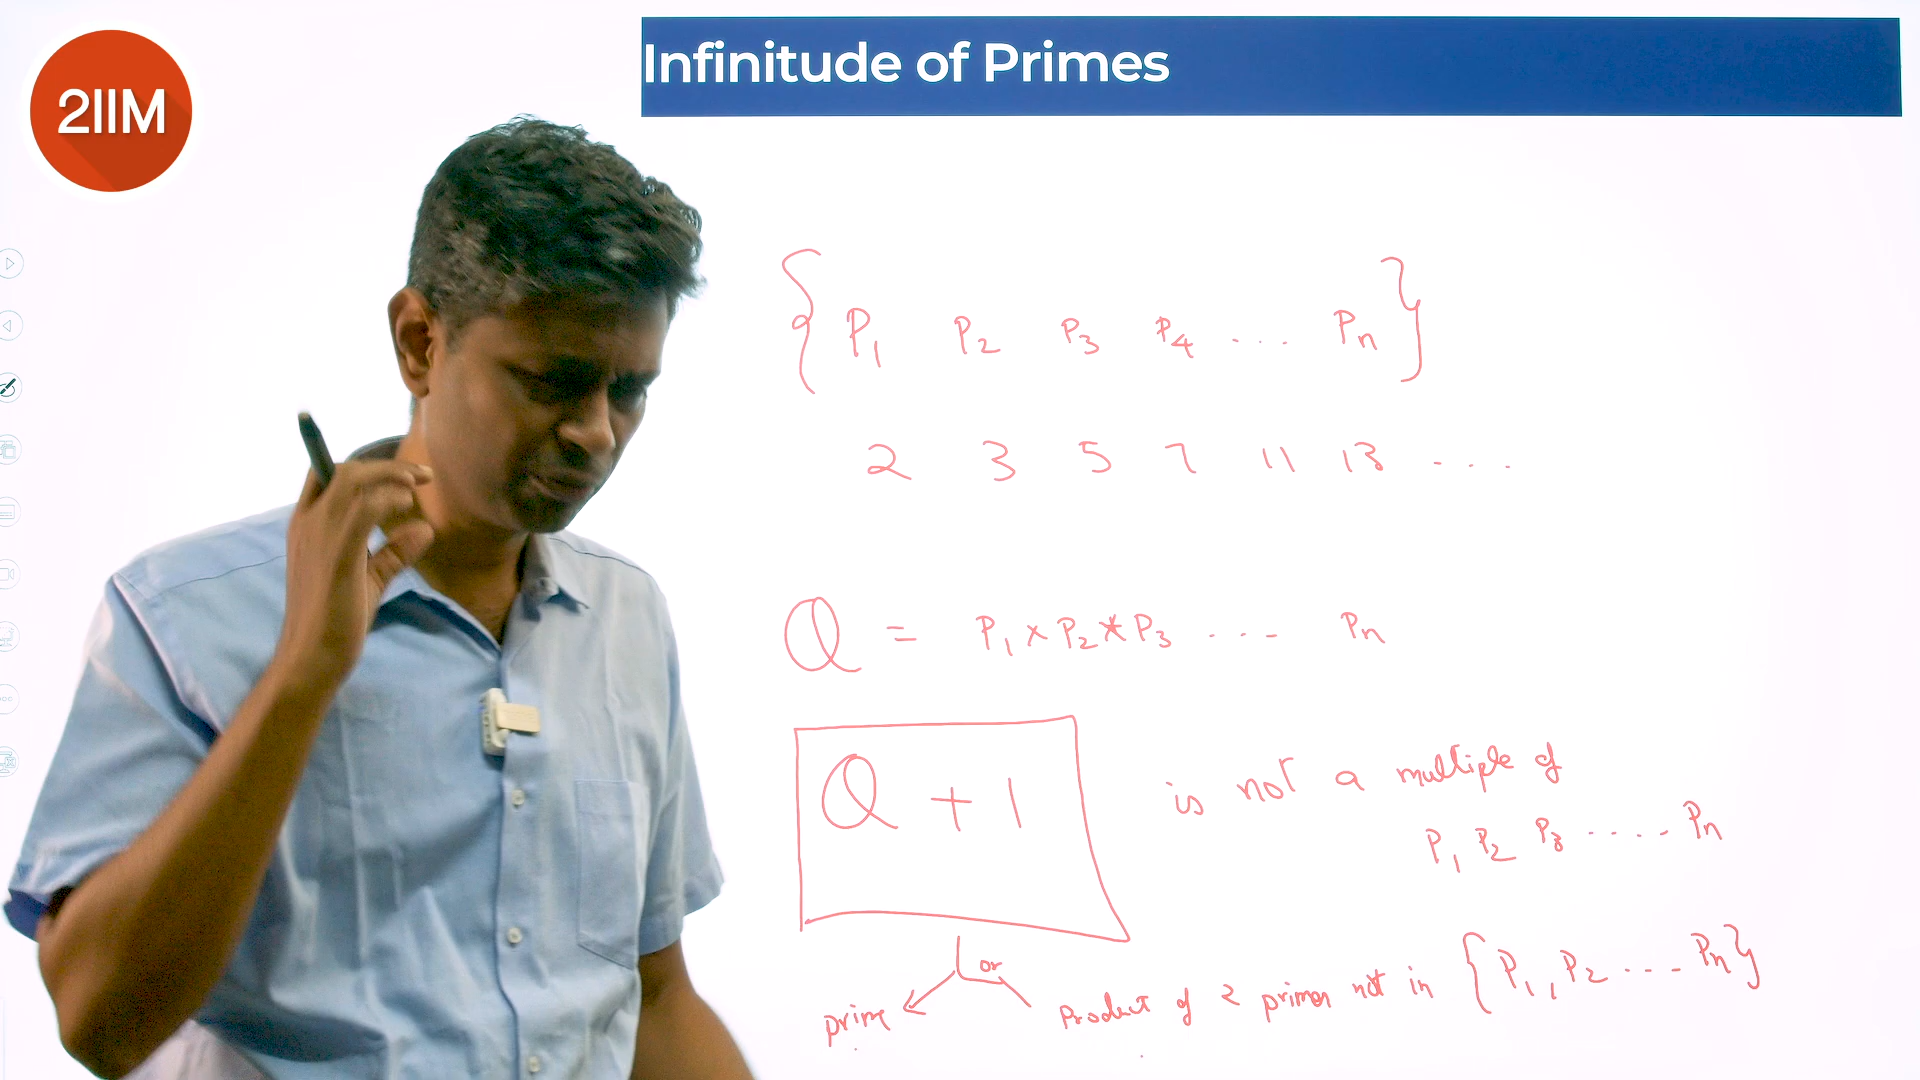 2IIM
Infinitude of Primes
{ P₁ P₂ P₃ P₄ ... Pₙ }
2 3 5 7 11 13 ...
Q = P₁ × P₂ * P₃ ... Pₙ
Q + 1 is not a multiple of
P₁ P₂ P₃ ..... Pₙ
or
prime Product of 2 primes not in { P₁, P₂ ... Pₙ }